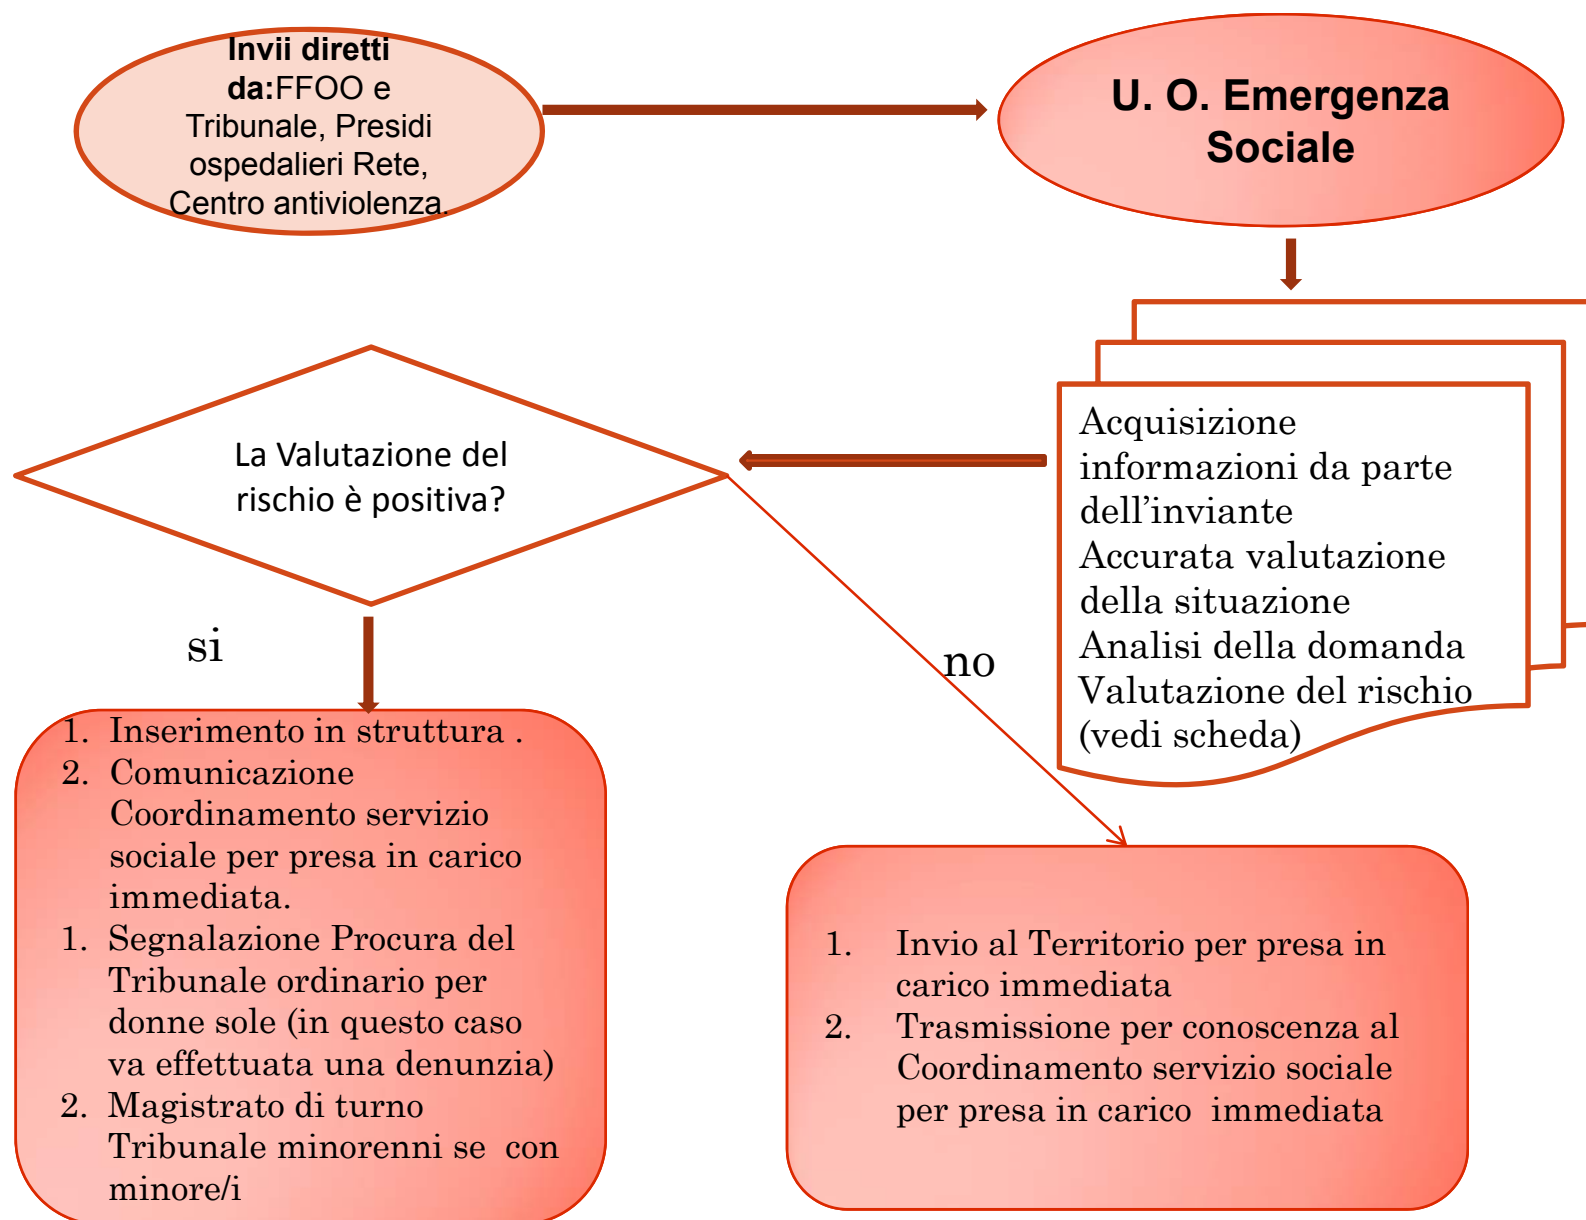 Invii diretti
da:FFOO e
Tribunale, Presidi
ospedalieri Rete,
Centro antiviolenza.
U. O. Emergenza
Sociale
Acquisizione
informazioni da parte
dell’inviante
Accurata valutazione
della situazione
Analisi della domanda
Valutazione del rischio
(vedi scheda)
La Valutazione del
rischio è positiva?
si
no
1. Inserimento in struttura .
2. Comunicazione
Coordinamento servizio
sociale per presa in carico
immediata.
1. Segnalazione Procura del
Tribunale ordinario per
donne sole (in questo caso
va effettuata una denunzia)
2. Magistrato di turno
Tribunale minorenni se con
minore/i
1. Invio al Territorio per presa in
carico immediata
2. Trasmissione per conoscenza al
Coordinamento servizio sociale
per presa in carico immediata